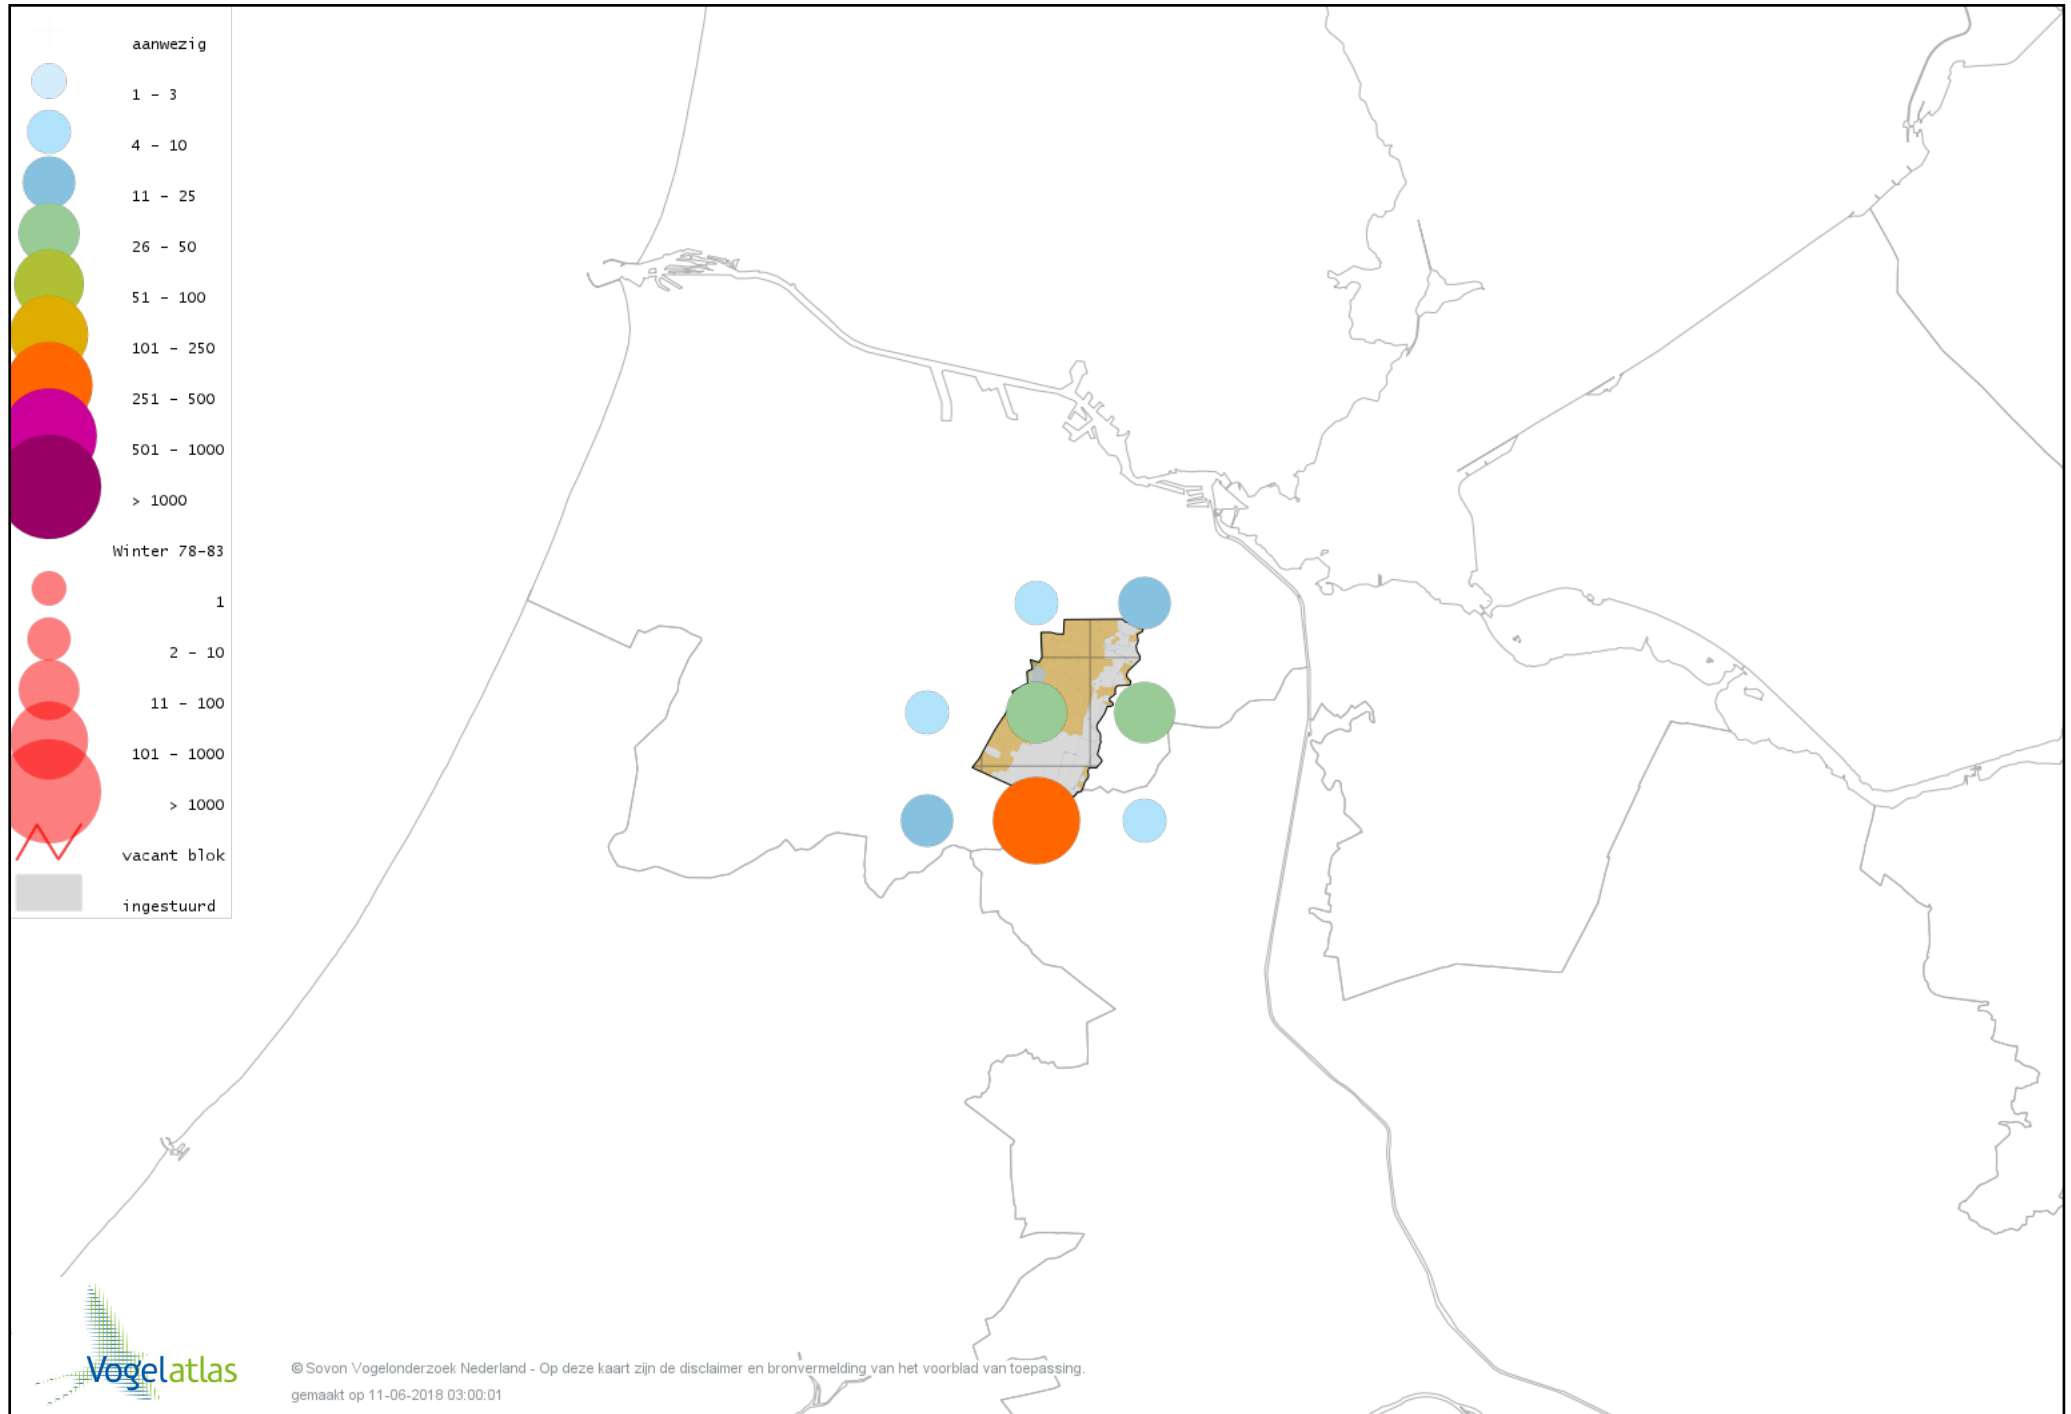 aanwezig
1 - 3
4 - 10
11 - 25
26 - 50
51 - 100
101 - 250
251 - 500
501 - 1000
> 1000
Winter 78-83
1
2 - 10
11 - 100
101 - 1000
> 1000
vacant blok
ingestuurd
Vogelatlas
© Sovon Vogelonderzoek Nederland - Op deze kaart zijn de disclaimer en bronvermelding van het voorblad van toepassing.
gemaakt op 11-06-2018 03:00:01